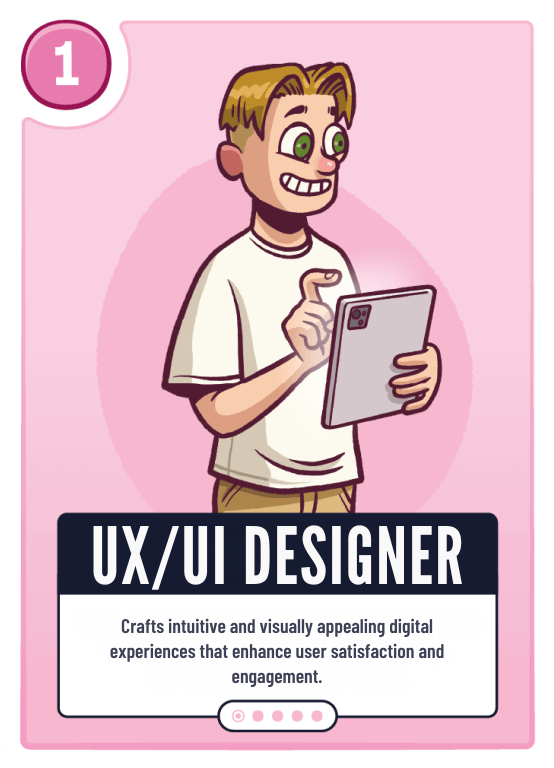 1
UX/UI DESIGNER
Crafts intuitive and visually appealing digital
experiences that enhance user satisfaction and
engagement.